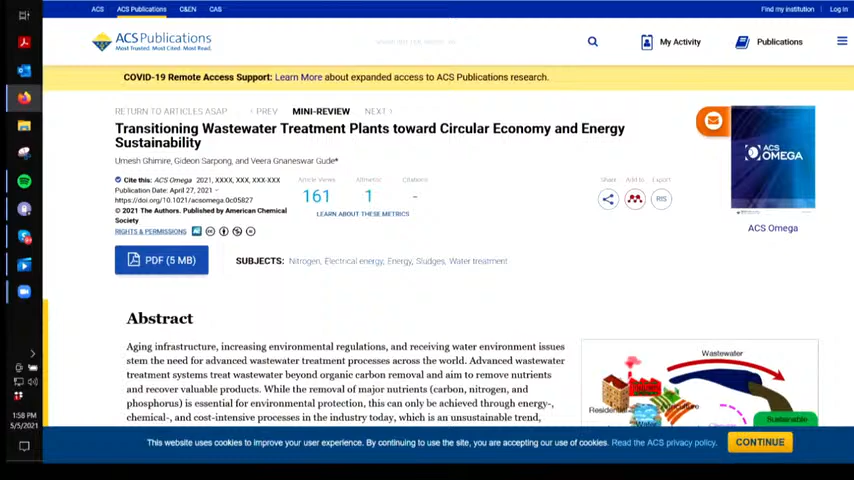 ACS
ACS Publications
C&EN
CAS
Find my institution
Log In
ACS Publications
Most Trusted. Most Cited. Most Read.
My Activity
Publications
COVID-19 Remote Access Support: Learn More about expanded access to ACS Publications research.
RETURN TO ARTICLES ASAP
‹ PREV
MINI-REVIEW
NEXT ›
Transitioning Wastewater Treatment Plants toward Circular Economy and Energy
Sustainability
Umesh Ghimire, Gideon Sarpong, and Veera Gnaneswar Gude*
Cite this: ACS Omega 2021, XXXX, XXX, XXX-XXX
Publication Date: April 27, 2021
https://doi.org/10.1021/acsomega.0c05827
© 2021 The Authors. Published by American Chemical
Society
RIGHTS & PERMISSIONS
Article Views
161
Altmetric
1
Citations
-
LEARN ABOUT THESE METRICS
Share
Add to
Export
RIS
ACS
OMEGA
ACS Omega
PDF (5 MB)
SUBJECTS: Nitrogen, Electrical energy, Energy, Sludges, Water treatment
Abstract
Aging infrastructure, increasing environmental regulations, and receiving water environment issues
stem the need for advanced wastewater treatment processes across the world. Advanced wastewater
treatment systems treat wastewater beyond organic carbon removal and aim to remove nutrients
and recover valuable products. While the removal of major nutrients (carbon, nitrogen, and
phosphorus) is essential for environmental protection, this can only be achieved through energy-,
chemical-, and cost-intensive processes in the industry today, which is an unsustainable trend,
Wastewater
Residential
Agriculture
Water
Sustainable
This website uses cookies to improve your user experience. By continuing to use the site, you are accepting our use of cookies. Read the ACS privacy policy.
CONTINUE
1:58 PM
5/5/2021